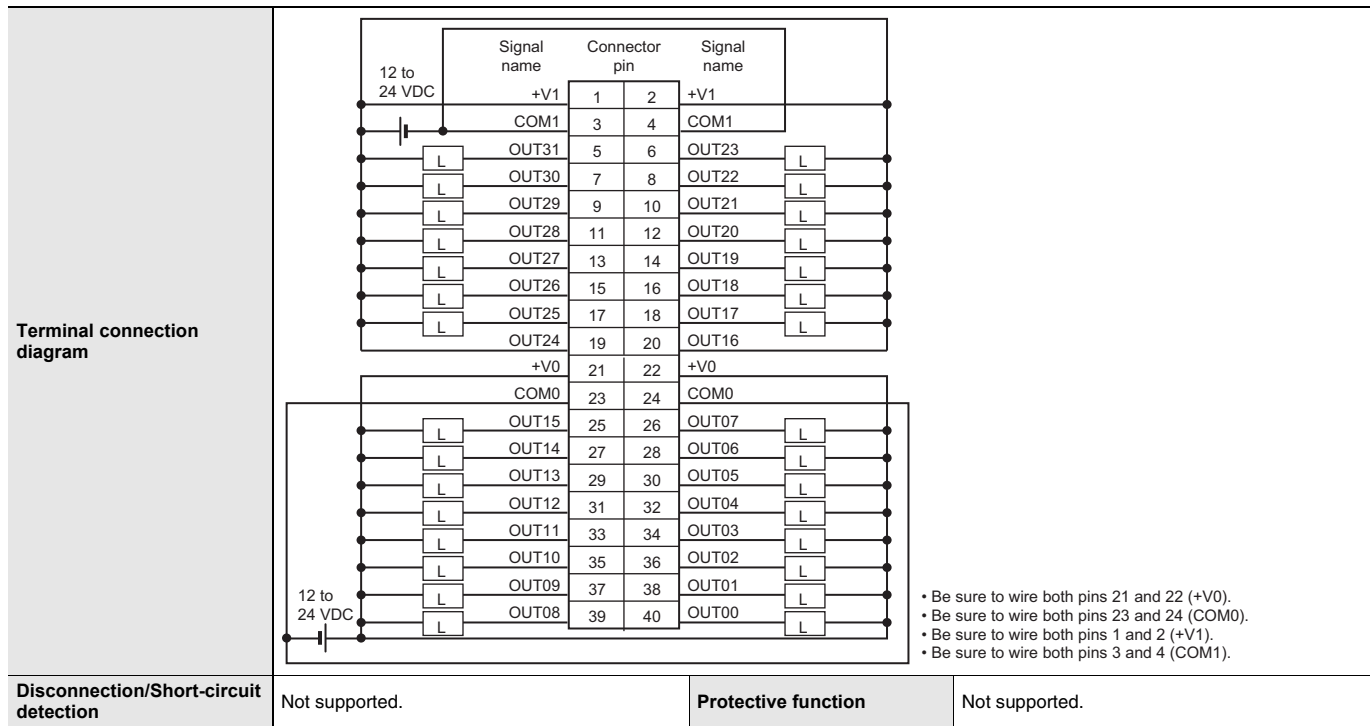 Terminal connection
diagram
Signal
name
Connector
pin
Signal
name
12 to
24 VDC
+V1 1 2 +V1
COM1 3 4 COM1
L OUT31 5 6 OUT23 L
L OUT30 7 8 OUT22 L
L OUT29 9 10 OUT21 L
L OUT28 11 12 OUT20 L
L OUT27 13 14 OUT19 L
L OUT26 15 16 OUT18 L
L OUT25 17 18 OUT17 L
OUT24 19 20 OUT16
+V0 21 22 +V0
COM0 23 24 COM0
L OUT15 25 26 OUT07 L
L OUT14 27 28 OUT06 L
L OUT13 29 30 OUT05 L
L OUT12 31 32 OUT04 L
L OUT11 33 34 OUT03 L
L OUT10 35 36 OUT02 L
L OUT09 37 38 OUT01 L
L OUT08 39 40 OUT00 L
12 to
24 VDC
• Be sure to wire both pins 21 and 22 (+V0).
• Be sure to wire both pins 23 and 24 (COM0).
• Be sure to wire both pins 1 and 2 (+V1).
• Be sure to wire both pins 3 and 4 (COM1).
Disconnection/Short-circuit
detection
Not supported.
Protective function
Not supported.